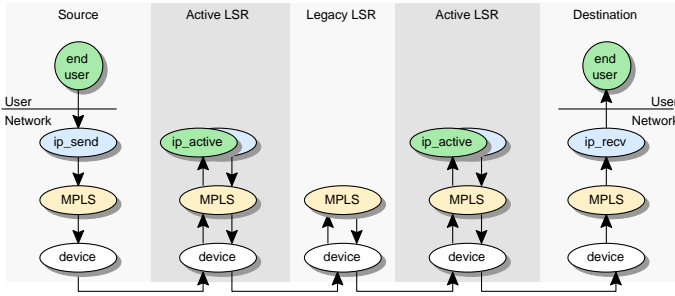 Source Active LSR Legacy LSR Active LSR Destination
end user end user
User User
Network Network
ip_send ip_active ip_active ip_recv
MPLS MPLS MPLS MPLS MPLS
device device device device device